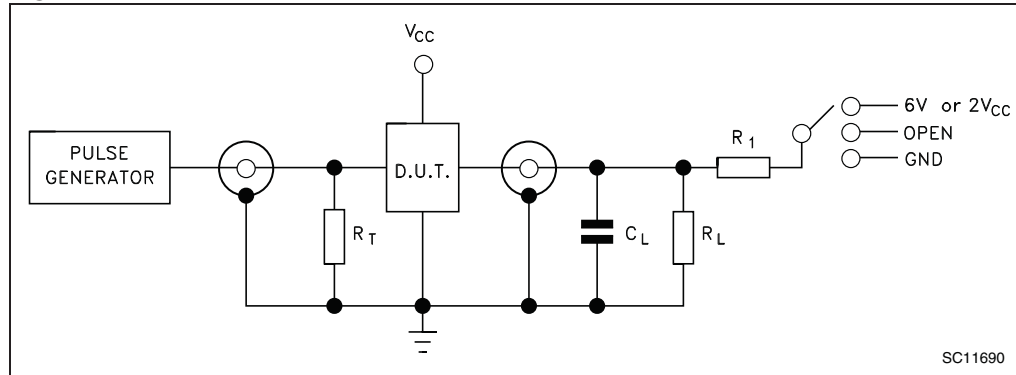 VCC
PULSE
GENERATOR
D.U.T.
RT
CL
RL
R1
6V or 2VCC
OPEN
GND
SC11690